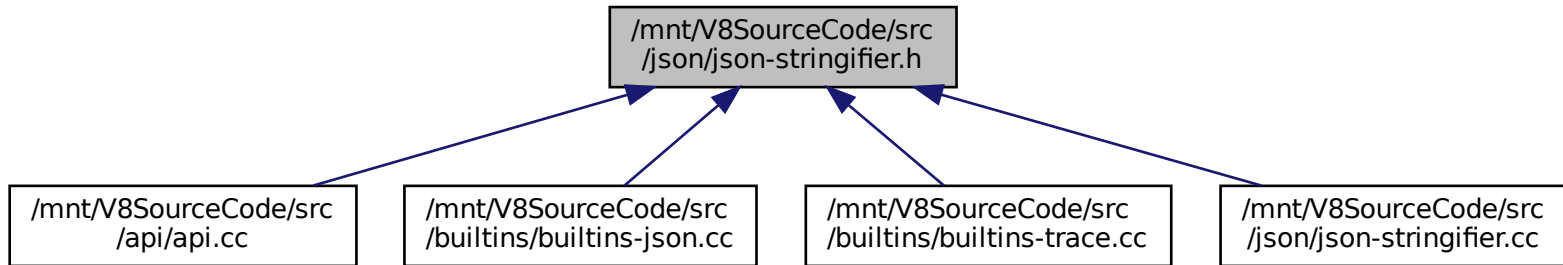 /mnt/V8SourceCode/src
/json/json-stringifier.h
/mnt/V8SourceCode/src
/api/api.cc
/mnt/V8SourceCode/src
/builtins/builtins-json.cc
/mnt/V8SourceCode/src
/builtins/builtins-trace.cc
/mnt/V8SourceCode/src
/json/json-stringifier.cc